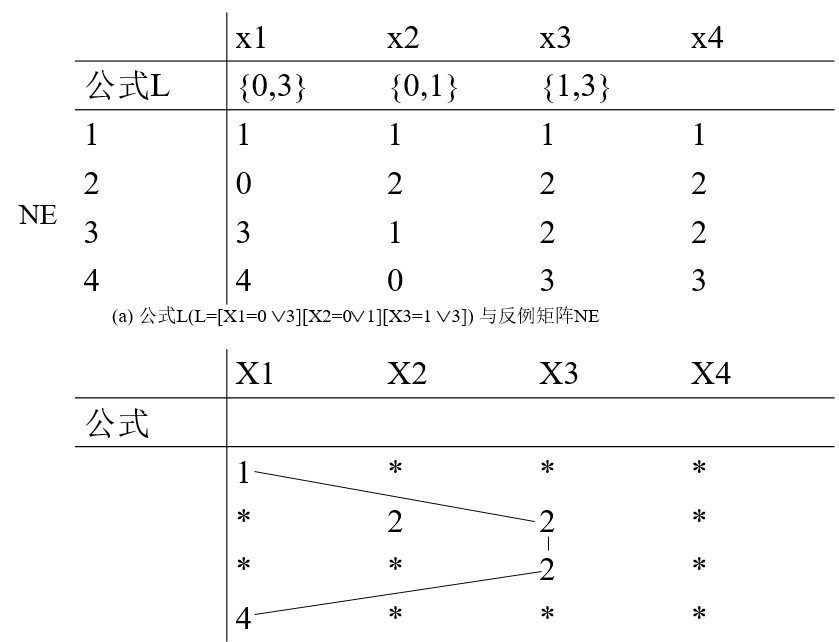 x1 x2 x3 x4
公式L {0,3} {0,1} {1,3}
1 1 1 1 1
2 0 2 2 2
NE
3 3 1 2 2
4 4 0 3 3
(a) 公式L(L=[X1=0 ∨3][X2=0∨1][X3=1 ∨3]) 与反例矩阵NE
X1 X2 X3 X4
公式
1 * * *
* 2 2 *
* * 2 *
4 * * *